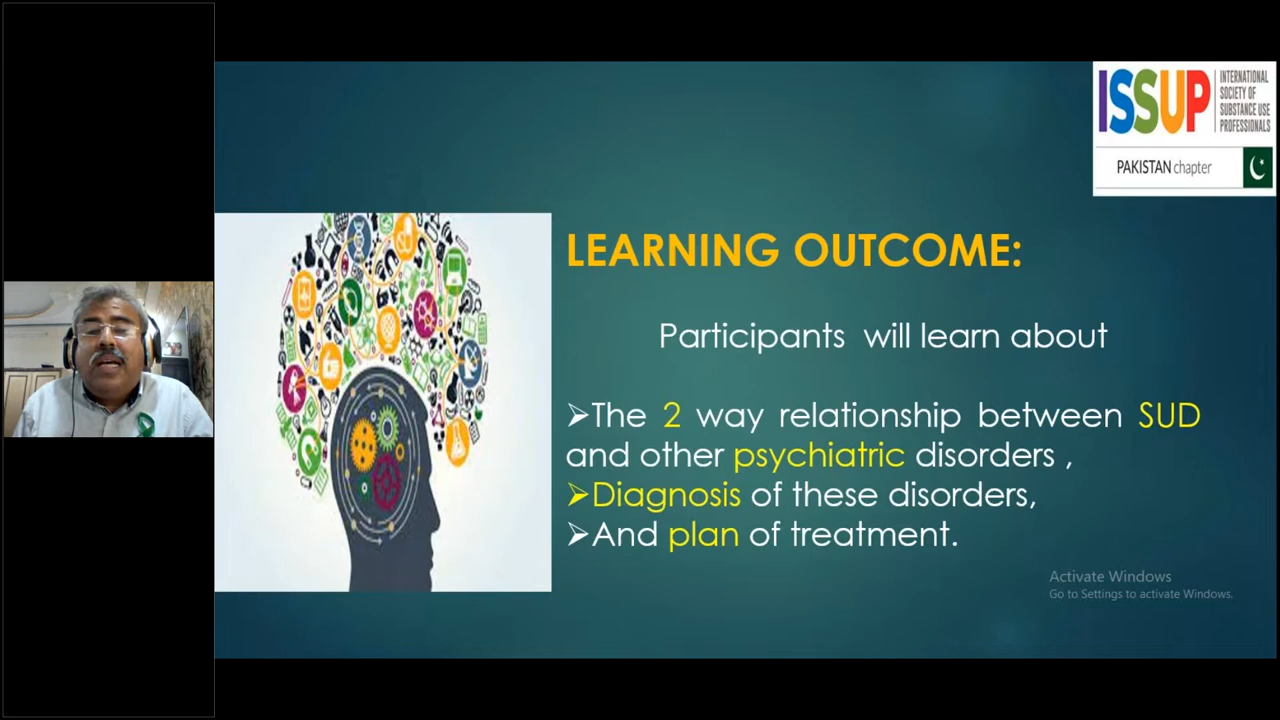 ISSUP
INTERNATIONAL
SOCIETY OF
SUBSTANCE USE
PROFESSIONALS
PAKISTAN chapter
LEARNING OUTCOME:
Participants will learn about
➢The 2 way relationship between SUD
and other psychiatric disorders ,
➢Diagnosis of these disorders,
➢And plan of treatment.
Activate Windows
Go to Settings to activate Windows.